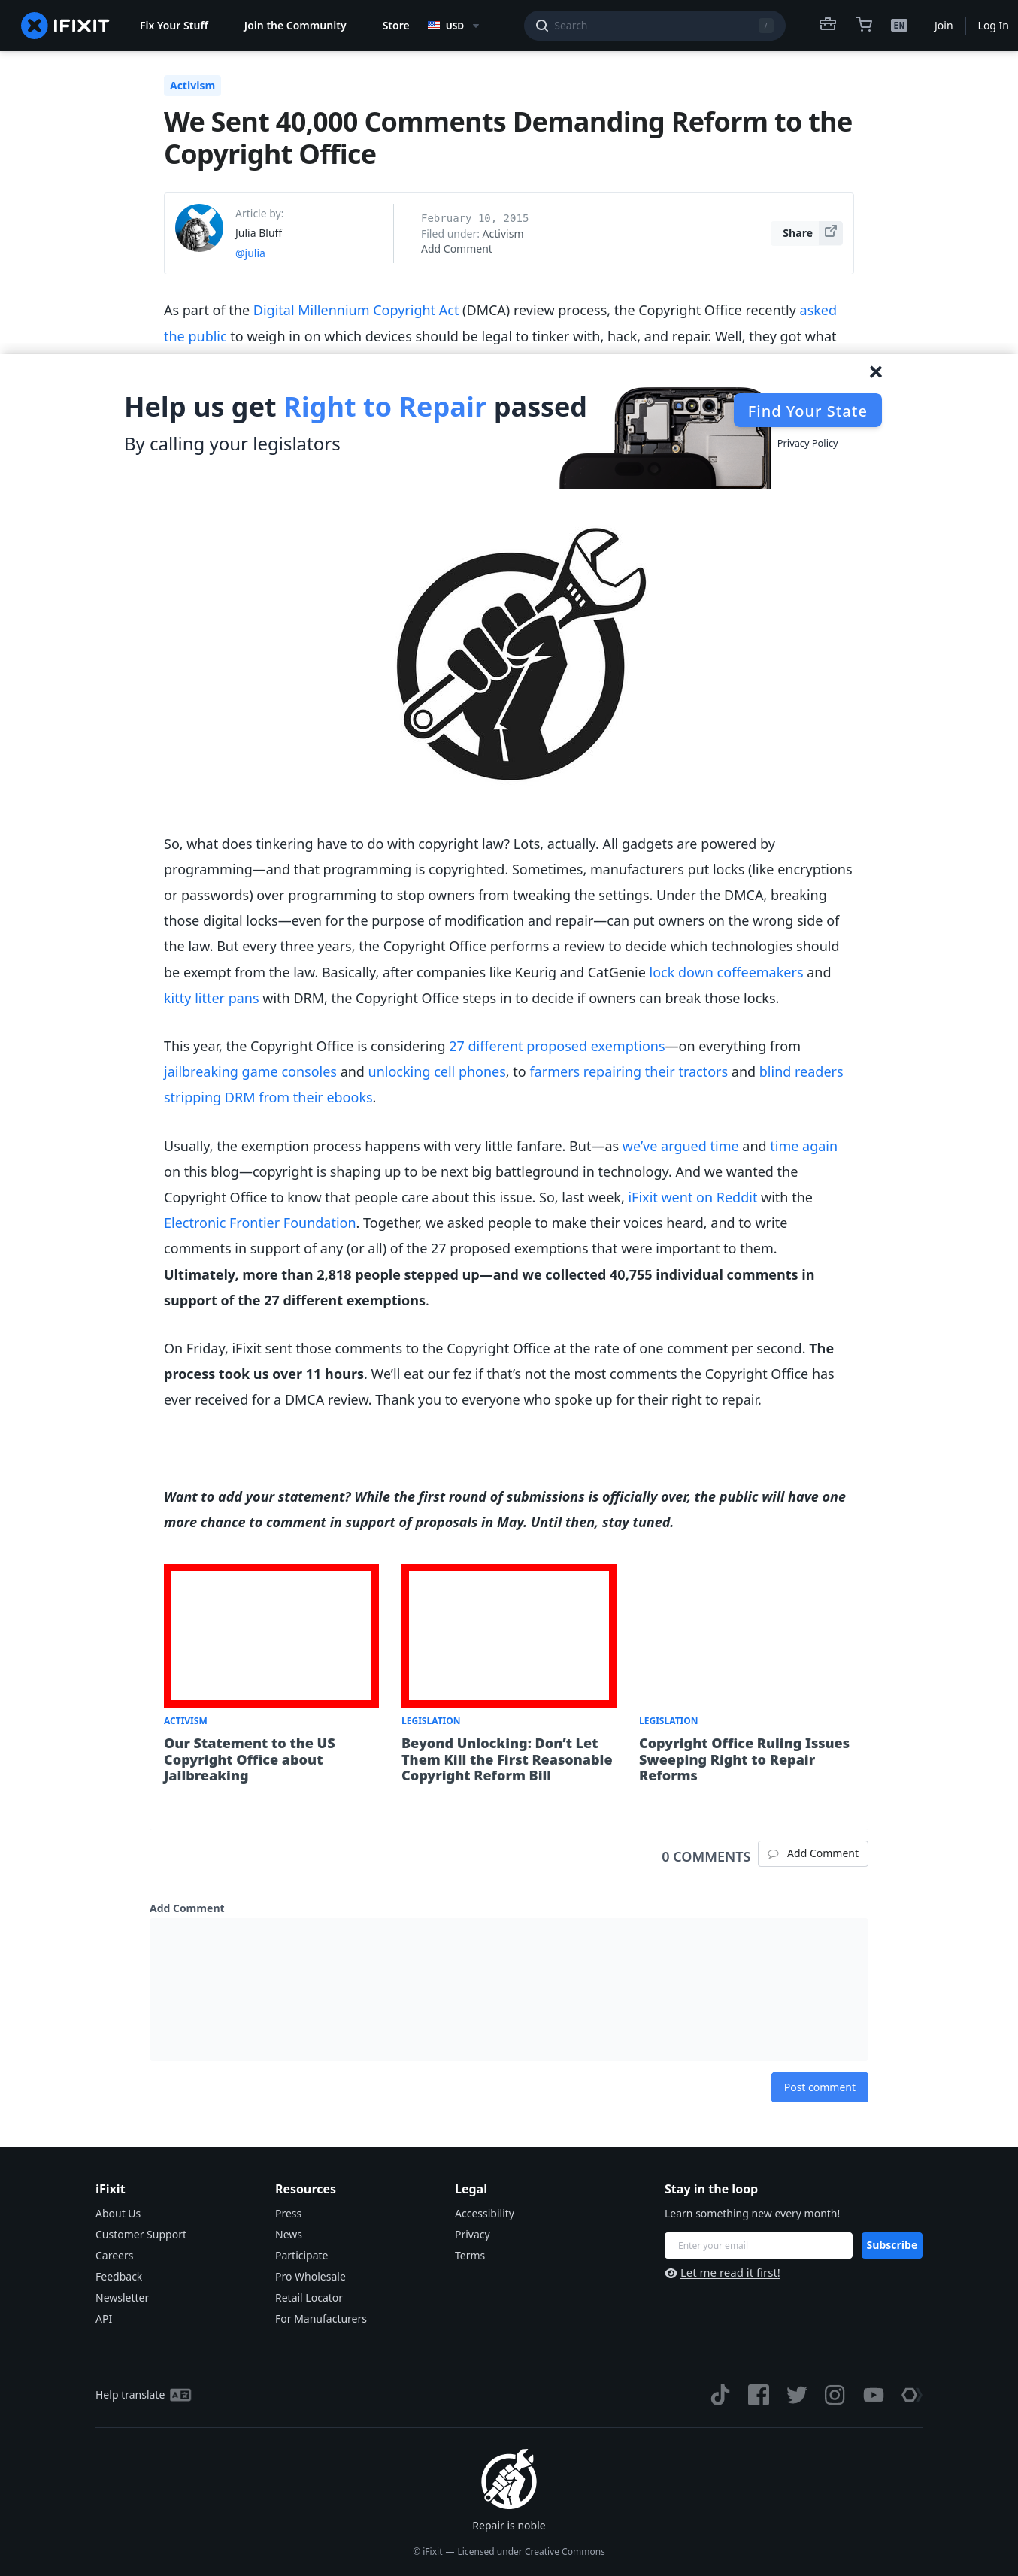 IFIXIT
Fix Your Stuff
Join the Community
Store
USD
Search
/
EN
Join
Log In
Activism
We Sent 40,000 Comments Demanding Reform to the
Copyright Office
Article by:
Julia Bluff
@julia
February 10, 2015
Filed under: Activism
Add Comment
Share
As part of the Digital Millennium Copyright Act (DMCA) review process, the Copyright Office recently asked
the public to weigh in on which devices should be legal to tinker with, hack, and repair. Well, they got what
Help us get Right to Repair passed
By calling your legislators
Find Your State
Privacy Policy
So, what does tinkering have to do with copyright law? Lots, actually. All gadgets are powered by
programming—and that programming is copyrighted. Sometimes, manufacturers put locks (like encryptions
or passwords) over programming to stop owners from tweaking the settings. Under the DMCA, breaking
those digital locks—even for the purpose of modification and repair—can put owners on the wrong side of
the law. But every three years, the Copyright Office performs a review to decide which technologies should
be exempt from the law. Basically, after companies like Keurig and CatGenie lock down coffeemakers and
kitty litter pans with DRM, the Copyright Office steps in to decide if owners can break those locks.
This year, the Copyright Office is considering 27 different proposed exemptions—on everything from
jailbreaking game consoles and unlocking cell phones, to farmers repairing their tractors and blind readers
stripping DRM from their ebooks.
Usually, the exemption process happens with very little fanfare. But—as we've argued time and time again
on this blog—copyright is shaping up to be next big battleground in technology. And we wanted the
Copyright Office to know that people care about this issue. So, last week, iFixit went on Reddit with the
Electronic Frontier Foundation. Together, we asked people to make their voices heard, and to write
comments in support of any (or all) of the 27 proposed exemptions that were important to them.
Ultimately, more than 2,818 people stepped up—and we collected 40,755 individual comments in
support of the 27 different exemptions.
On Friday, iFixit sent those comments to the Copyright Office at the rate of one comment per second. The
process took us over 11 hours. We'll eat our fez if that's not the most comments the Copyright Office has
ever received for a DMCA review. Thank you to everyone who spoke up for their right to repair.
Want to add your statement? While the first round of submissions is officially over, the public will have one
more chance to comment in support of proposals in May. Until then, stay tuned.
ACTIVISM
Our Statement to the US
Copyright Office about
Jailbreaking
LEGISLATION
Beyond Unlocking: Don't Let
Them Kill the First Reasonable
Copyright Reform Bill
LEGISLATION
Copyright Office Ruling Issues
Sweeping Right to Repair
Reforms
0 COMMENTS
Add Comment
Add Comment
Post comment
iFixit
About Us
Customer Support
Careers
Feedback
Newsletter
API
Resources
Press
News
Participate
Pro Wholesale
Retail Locator
For Manufacturers
Legal
Accessibility
Privacy
Terms
Stay in the loop
Learn something new every month!
Enter your email
Subscribe
Let me read it first!
Help translate
Repair is noble
© iFixit — Licensed under Creative Commons